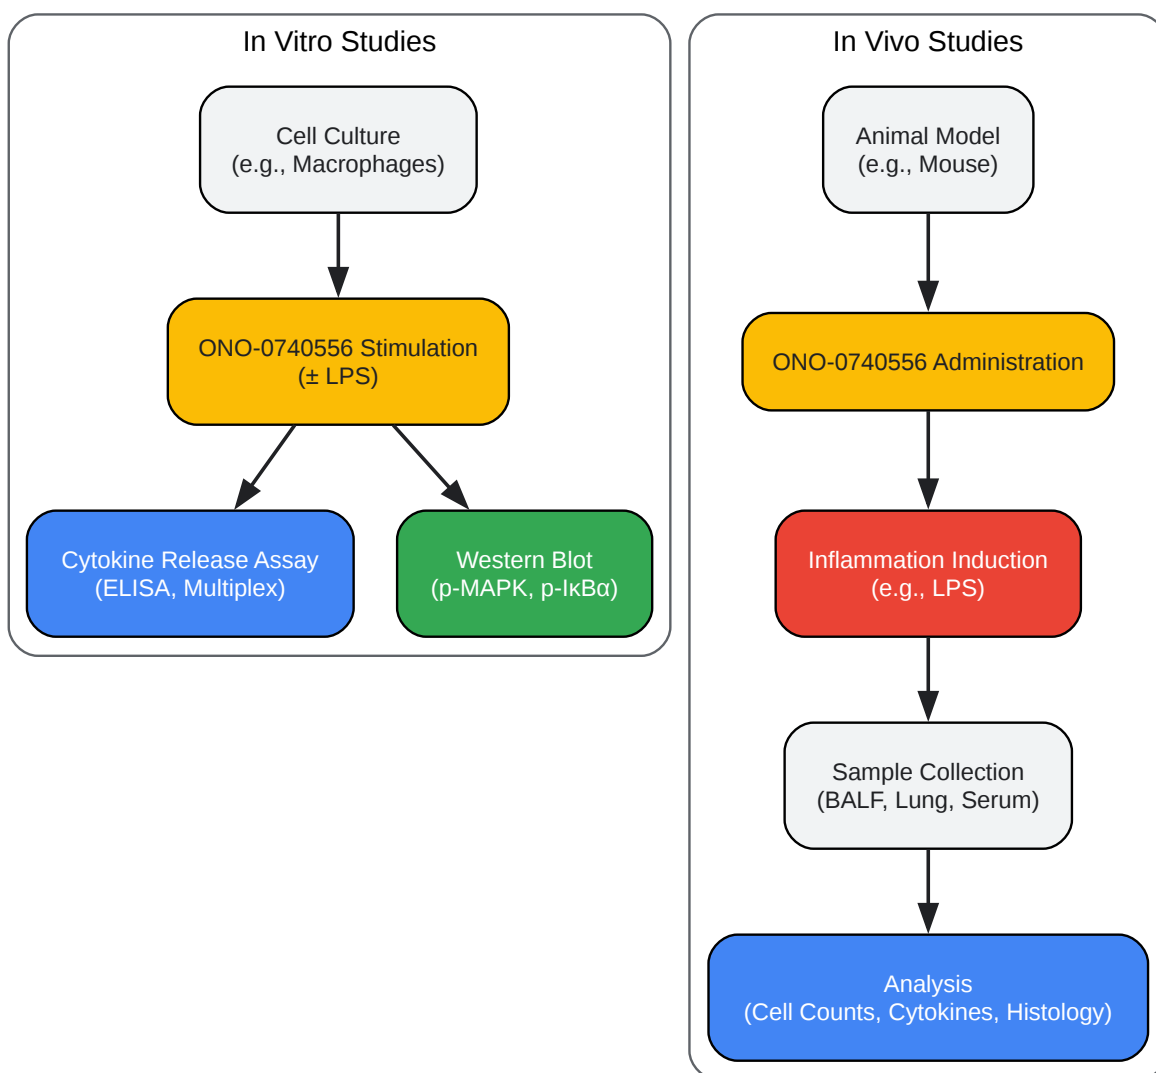 In Vitro Studies
Cell Culture
(e.g., Macrophages)
ONO-0740556 Stimulation
(± LPS)
Cytokine Release Assay
(ELISA, Multiplex)
Western Blot
(p-MAPK, p-IκBα)
In Vivo Studies
Animal Model
(e.g., Mouse)
ONO-0740556 Administration
Inflammation Induction
(e.g., LPS)
Sample Collection
(BALF, Lung, Serum)
Analysis
(Cell Counts, Cytokines, Histology)